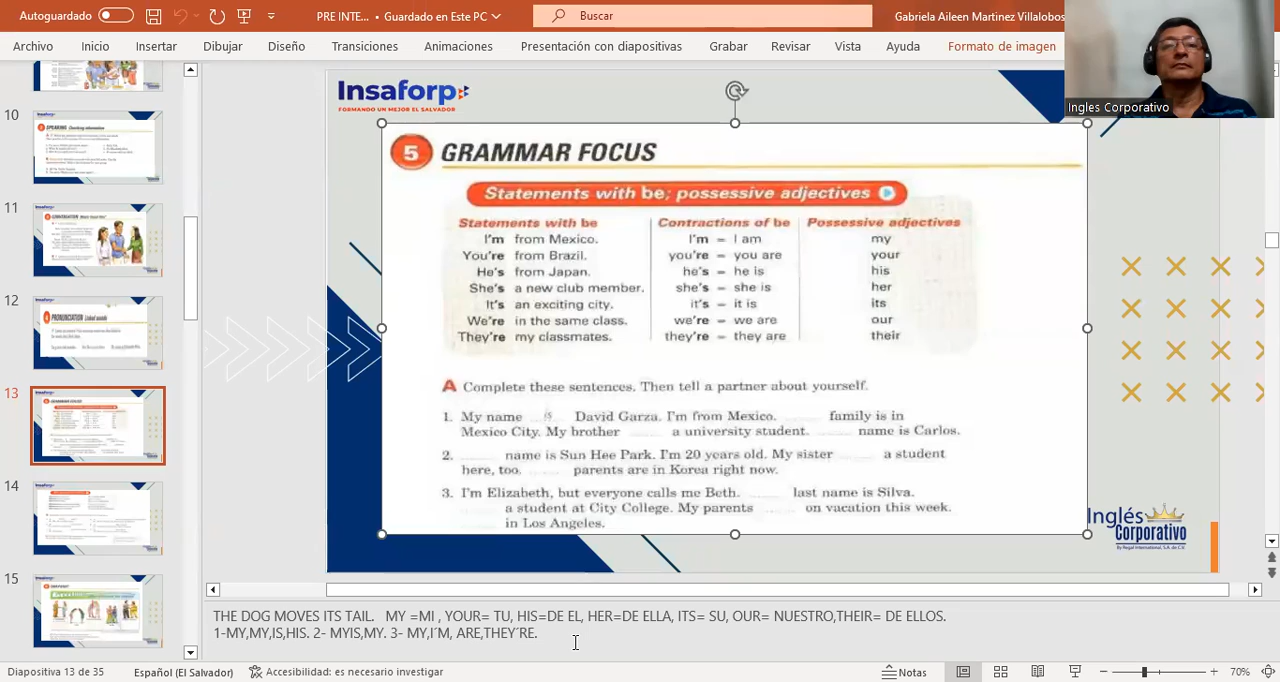 Autoguardado
PRE INTE... • Guardado en Este PC
Buscar
Gabriela Aileen Martinez Villalobos
Archivo Inicio Insertar Dibujar Diseño Transiciones Animaciones Presentación con diapositivas Grabar Revisar Vista Ayuda Formato de imagen
Ingles Corporativo
10
11
12
13
14
15
Insaforp
FORMANDO UN MEJOR EL SALVADOR
5 GRAMMAR FOCUS
Statements with be; possessive adjectives
Statements with be Contractions of be Possessive adjectives
I'm from Mexico. I'm = I am my
You're from Brazil. you're = you are your
He's from Japan. he's = he is his
She's a new club member. she's = she is her
It's an exciting city. it's = it is its
We're in the same class. we're = we are our
They're my classmates. they're = they are their
A Complete these sentences. Then tell a partner about yourself.
1. My name is David Garza. I'm from Mexico. family is in
Mexico City. My brother a university student. name is Carlos.
2. name is Sun Hee Park. I'm 20 years old. My sister a student
here, too. parents are in Korea right now.
3. I'm Elizabeth, but everyone calls me Beth. last name is Silva.
a student at City College. My parents on vacation this week.
in Los Angeles.
Inglés
Corporativo
By Regal International, S.A. de C.V.
THE DOG MOVES ITS TAIL. MY =MI , YOUR= TU, HIS=DE EL, HER=DE ELLA, ITS= SU, OUR= NUESTRO,THEIR= DE ELLOS.
1-MY,MY,IS,HIS. 2- MYIS,MY. 3- MY,I´M, ARE,THEY´RE.
Diapositiva 13 de 35 Español (El Salvador) Accesibilidad: es necesario investigar Notas 70%